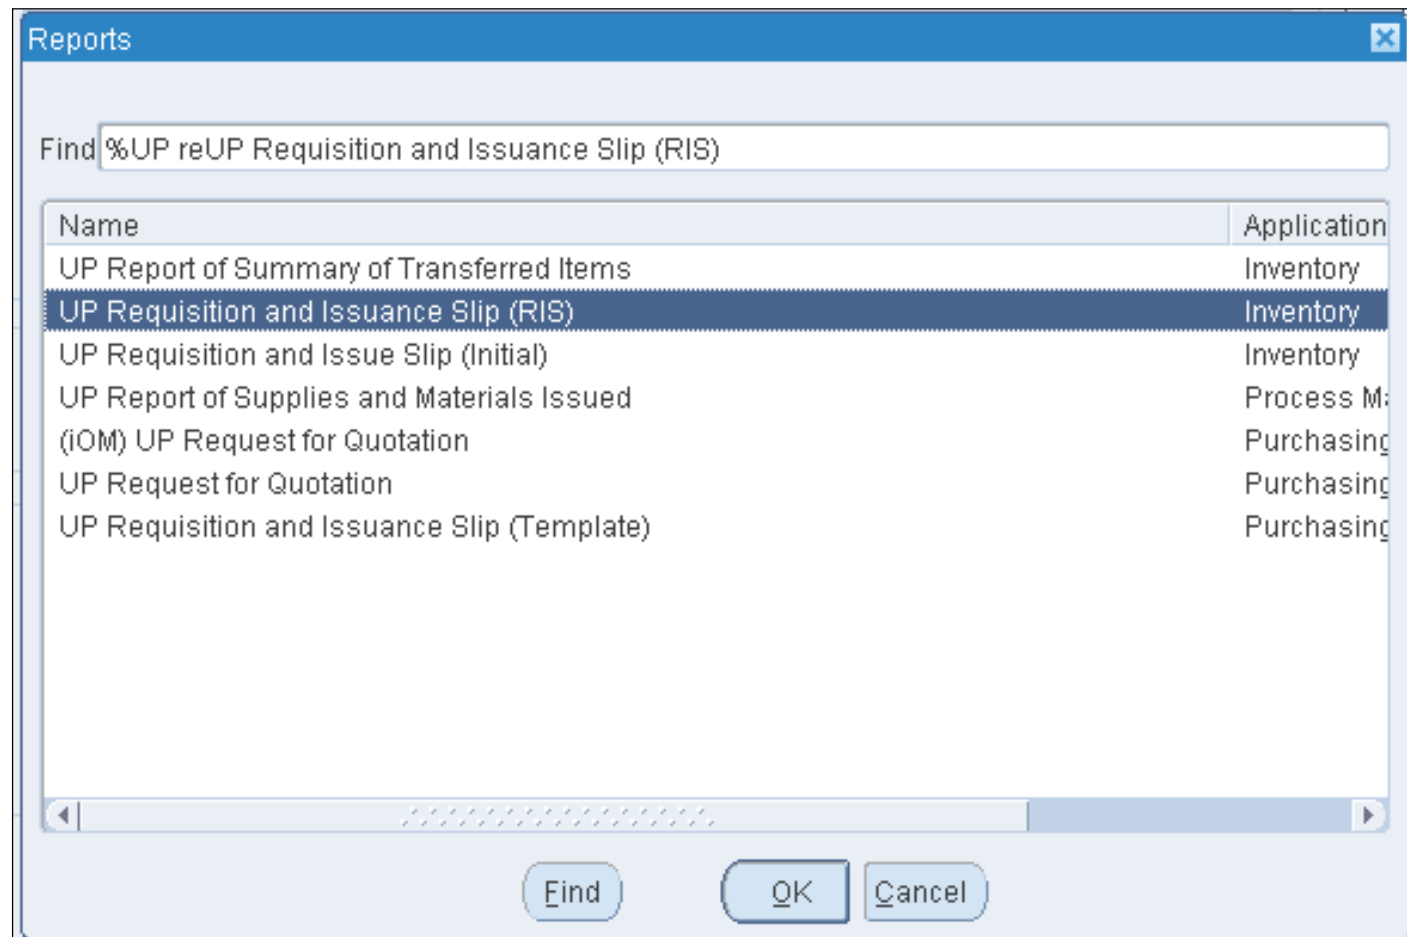 Reports
Find %UP reUP Requisition and Issuance Slip (RIS)
Name Application
UP Report of Summary of Transferred Items Inventory
UP Requisition and Issuance Slip (RIS) Inventory
UP Requisition and Issue Slip (Initial) Inventory
UP Report of Supplies and Materials Issued Process Ma
(iOM) UP Request for Quotation Purchasing
UP Request for Quotation Purchasing
UP Requisition and Issuance Slip (Template) Purchasing
Find OK Cancel